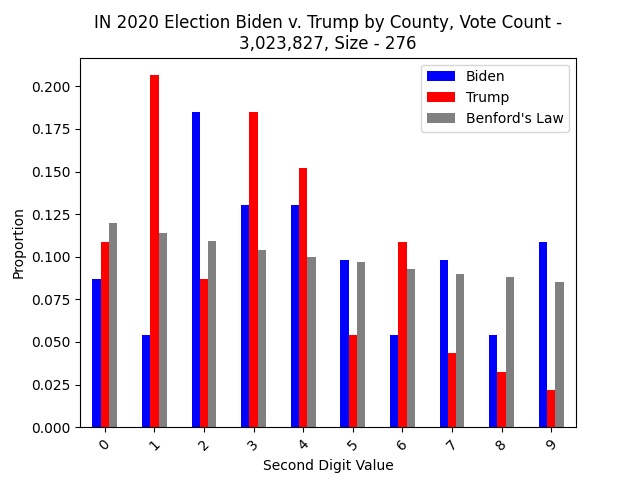 IN 2020 Election Biden v. Trump by County, Vote Count -
3,023,827, Size - 276
Biden
Trump
Benford's Law
0.200
0.175
0.150
0.125
0.100
0.075
0.050
0.025
0.000
Proportion
0 1 2 3 4 5 6 7 8 9
Second Digit Value